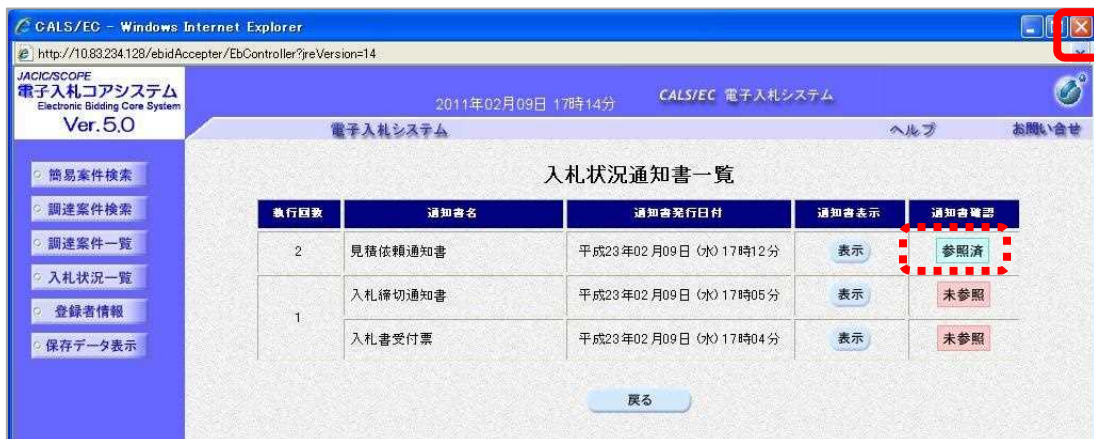 CALS/EC - Windows Internet Explorer
http://10.83.234.128/ebidAccepter/EbController?jreVersion=14
JACIC/SCOPE
電子入札コアシステム
Electronic Bidding Core System
Ver.5.0
2011年02月09日 17時14分
CALS/EC 電子入札システム
電子入札システム
ヘルプ
お問い合せ
簡易案件検索
調達案件検索
調達案件一覧
入札状況一覧
登録者情報
保存データ表示
入札状況通知書一覧
執行回数 通知書名 通知書発行日付 通知書表示 通知書確認
2 見積依頼通知書 平成23年02月09日 (水) 17時12分 表示 参照済
1 入札締切通知書 平成23年02月09日 (水) 17時05分 表示 未参照
入札書受付票 平成23年02月09日 (水) 17時04分 表示 未参照
戻る